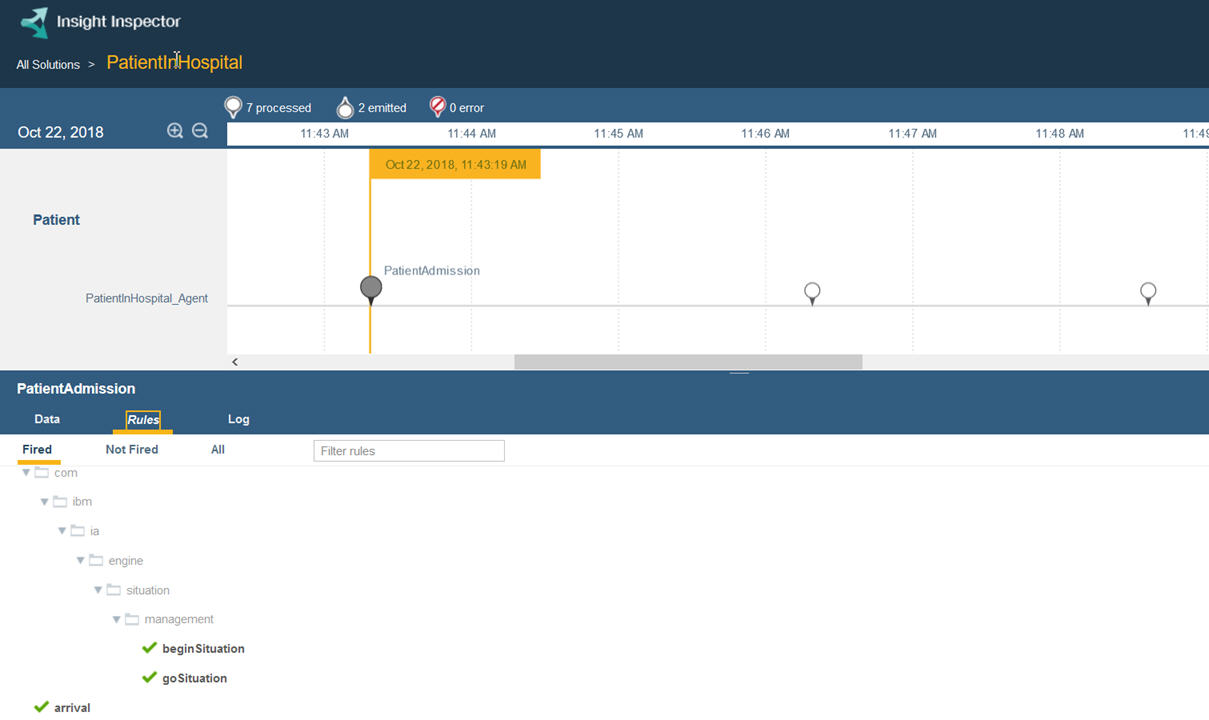 Insight Inspector
All Solutions > PatientInHospital
7 processed 2 emitted 0 error
Oct 22, 2018 11:43 AM 11:44 AM 11:45 AM 11:46 AM 11:47 AM 11:48 AM 11:49
Oct 22, 2018, 11:43:19 AM
Patient
PatientAdmission
PatientInHospital_Agent
<
PatientAdmission
Data Rules Log
Fired Not Fired All Filter rules
com
ibm
ia
engine
situation
management
beginSituation
goSituation
arrival